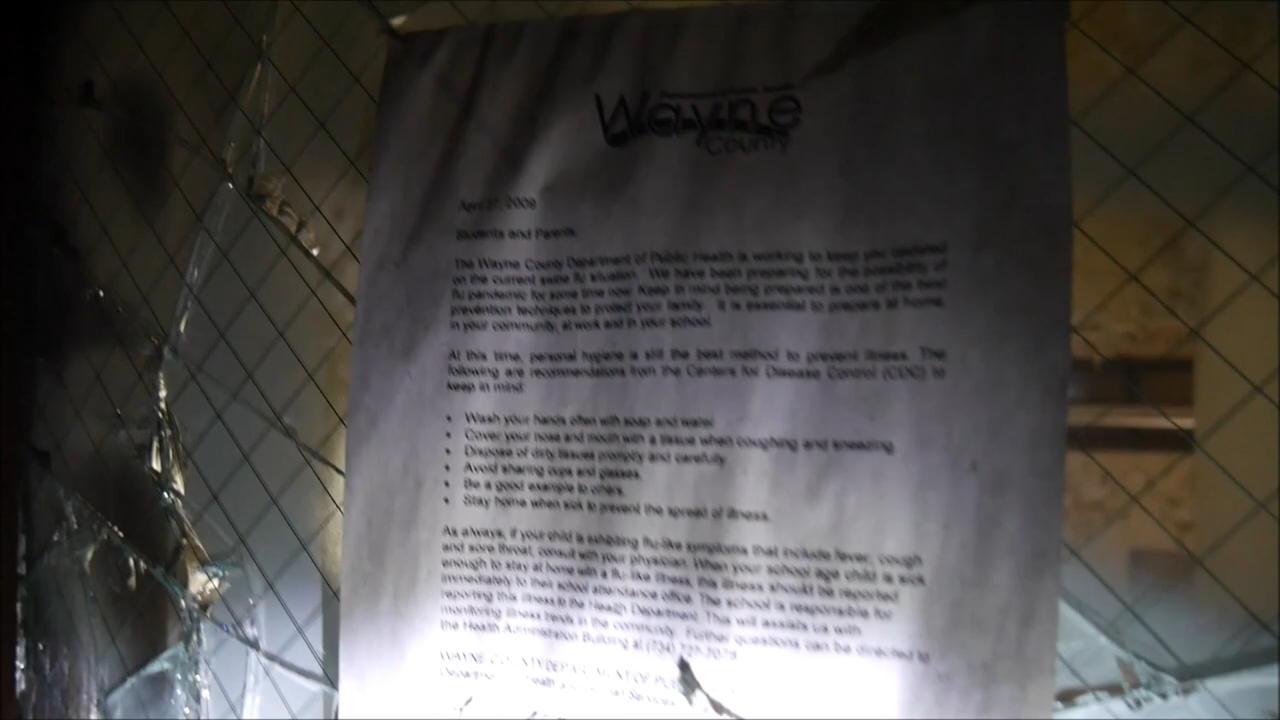 Wayne
County
April 27, 2009
Students and Parents
The Wayne County Department of Public Health is working to keep you updated
on the current swine flu situation. We have been preparing for the possibility of
flu pandemic for some time now. Keep in mind being prepared is one of the best
prevention techniques to protect your family. It is essential to prepare at home,
in your community, at work and in your school.
At this time, personal hygiene is still the best method to prevent illness. The
following are recommendations from the Centers for Disease Control (CDC) to
keep in mind:
• Wash your hands often with soap and water
• Cover your nose and mouth with a tissue when coughing and sneezing
• Dispose of dirty tissues promptly and carefully
• Avoid sharing cups and glasses.
• Be a good example to others.
• Stay home when sick to prevent the spread of illness.
As always, if your child is exhibiting flu-like symptoms that include fever, cough
and sore throat, consult with your physician. When your school age child is sick
enough to stay at home with a flu-like illness, this illness should be reported
immediately to their school attendance office. The school is responsible for
reporting this illness to the Health Department. This will assists us with
monitoring illness trends in the community. Further questions can be directed to
the Health Administration Building at (734)
WAYNE COUNTY DEPARTMENT OF